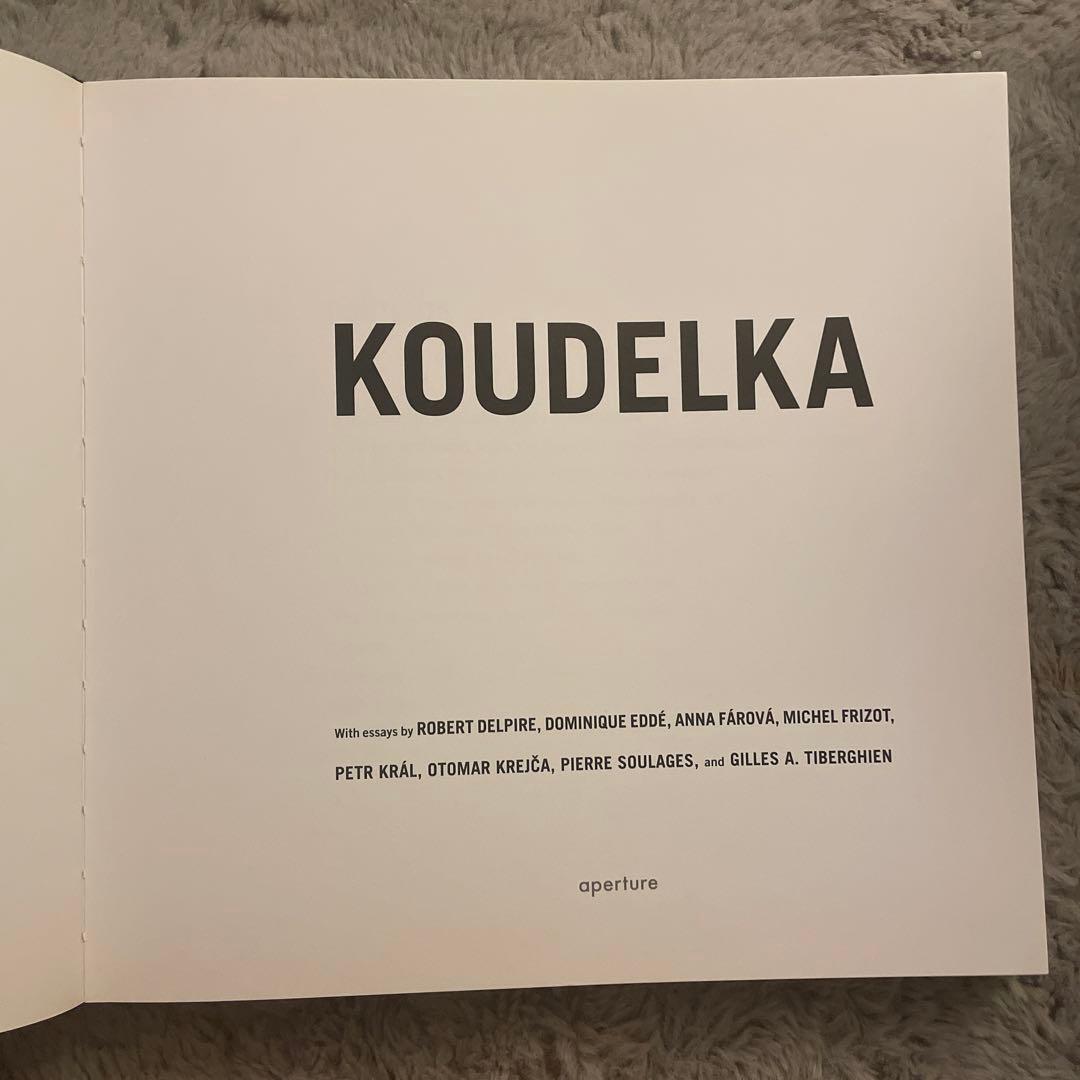 KOUDELKA
With essays by ROBERT DELPIRE, DOMINIQUE EDDÉ, ANNA FÁROVÁ, MICHEL FRIZOT,
PETR KRÁL, OTOMAR KREJČA, PIERRE SOULAGES, and GILLES A. TIBERGHIEN
aperture